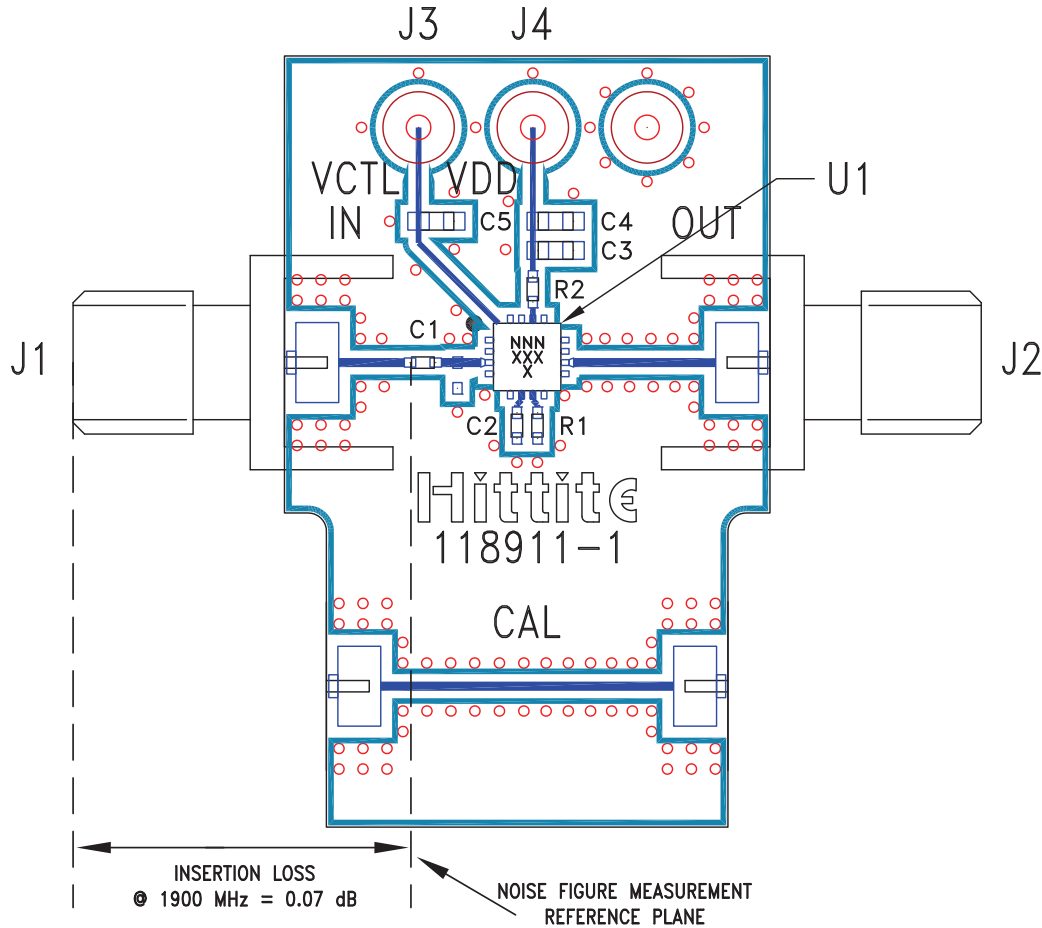 J3 J4
VCTL VDD
IN
OUT
U1
C5
C4
C3
R2
C1
NNN
XXX
X
J1
J2
C2
R1
Hittite
118911-1
CAL
INSERTION LOSS
@ 1900 MHz = 0.07 dB
NOISE FIGURE MEASUREMENT
REFERENCE PLANE